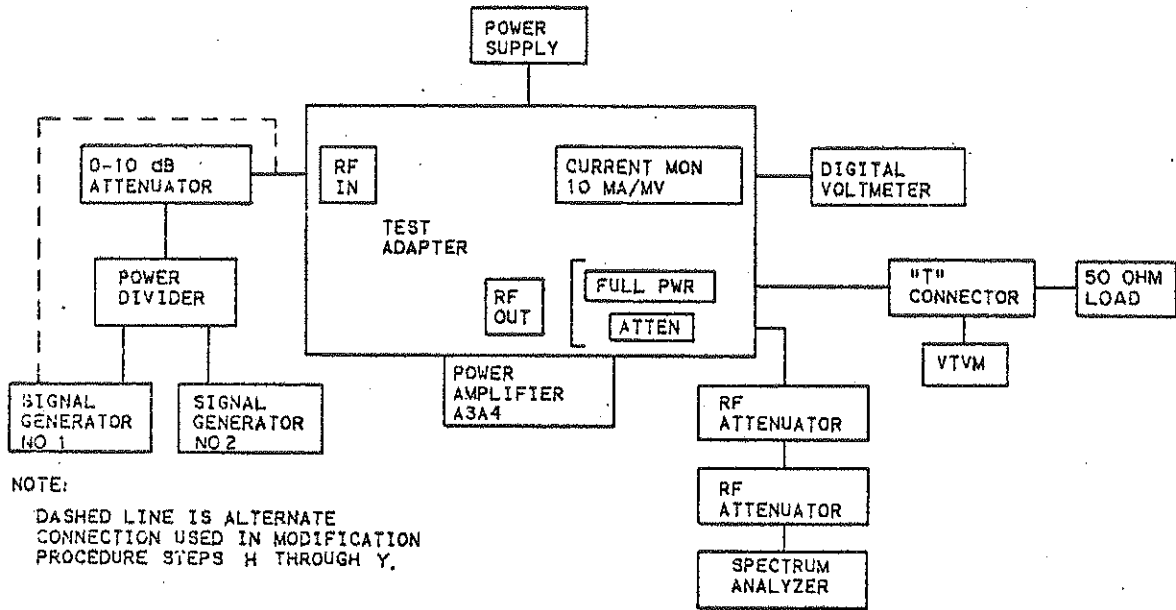 POWER
SUPPLY
0-10 dB
ATTENUATOR
RF
IN
CURRENT MON
10 MA/MV
DIGITAL
VOLTMETER
TEST
ADAPTER
POWER
DIVIDER
RF
OUT
FULL PWR
ATTEN
"T"
CONNECTOR
50 OHM
LOAD
VTVM
SIGNAL
GENERATOR
NO 1
SIGNAL
GENERATOR
NO 2
POWER
AMPLIFIER
A3A4
RF
ATTENUATOR
RF
ATTENUATOR
SPECTRUM
ANALYZER
NOTE:
DASHED LINE IS ALTERNATE
CONNECTION USED IN MODIFICATION
PROCEDURE STEPS H THROUGH Y.